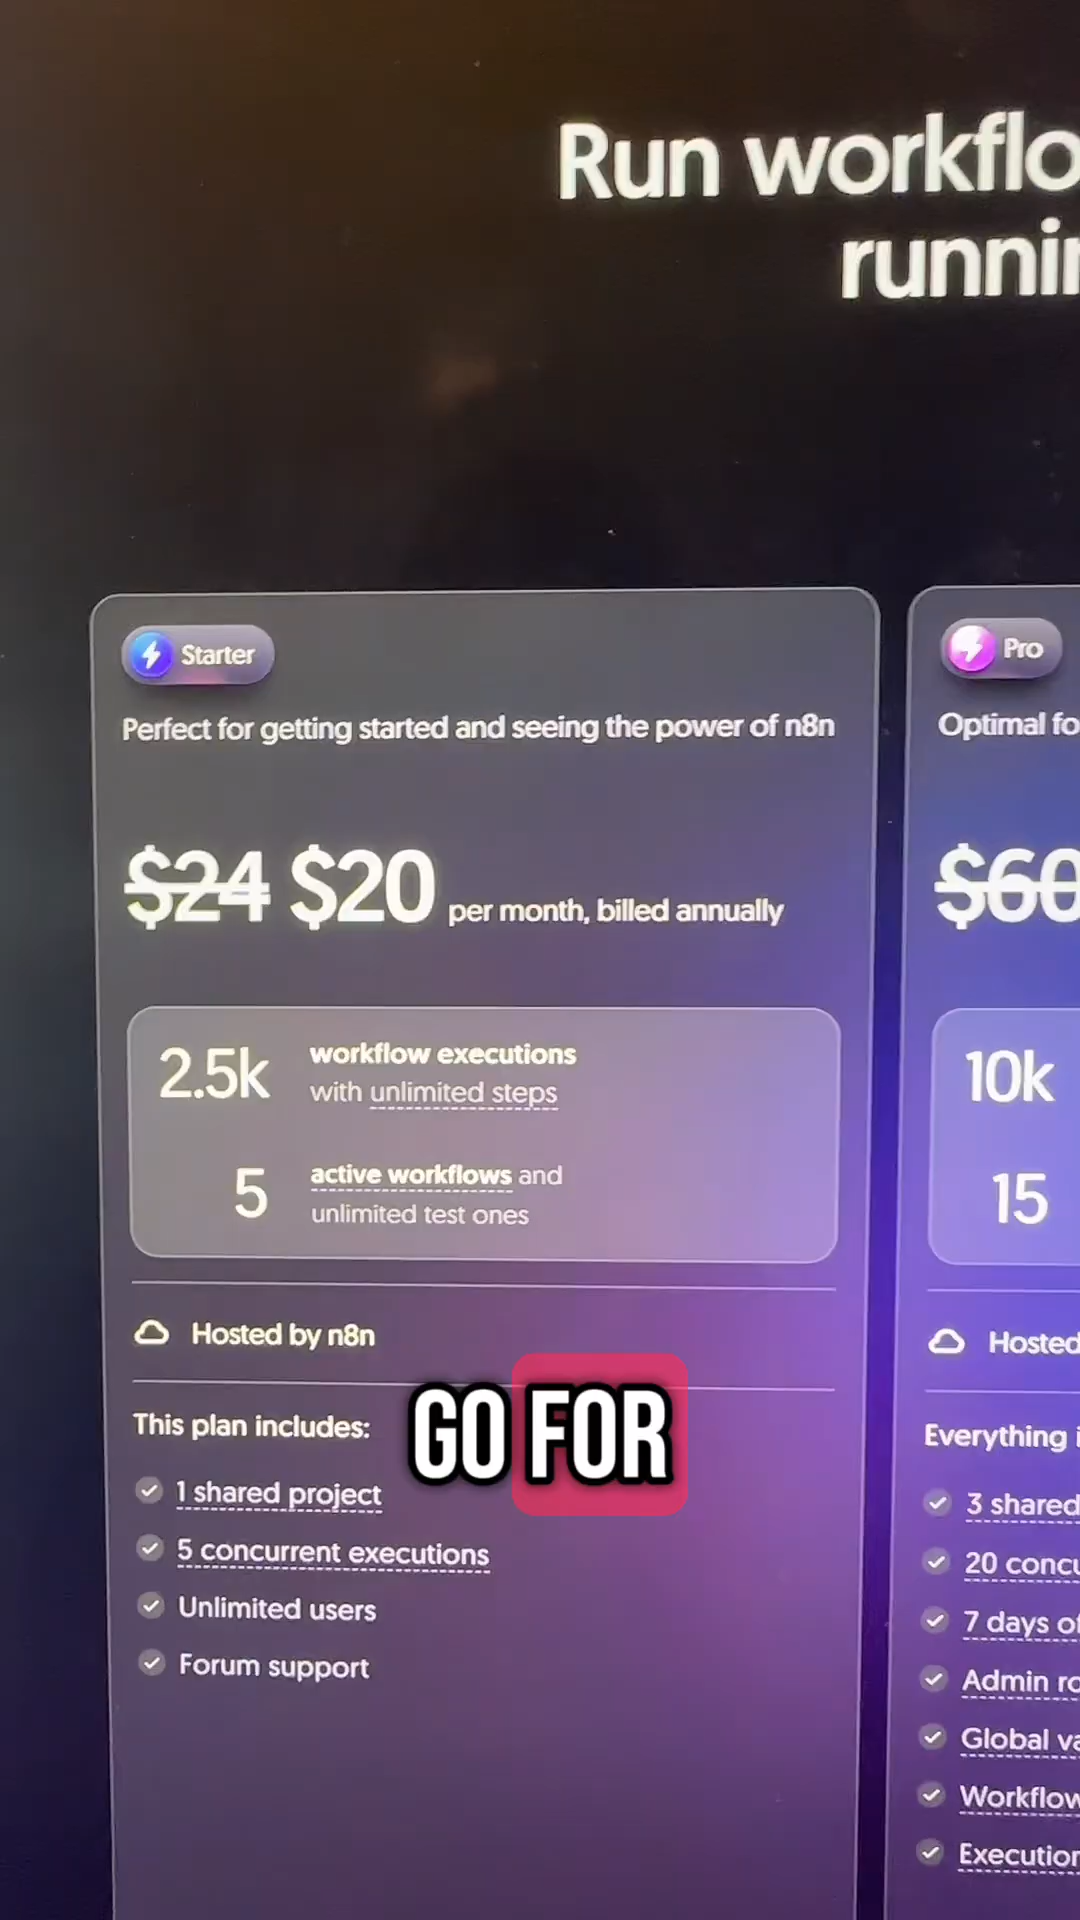 Run workflo
runnin
Starter
Perfect for getting started and seeing the power of n8n
$24 $20 per month, billed annually
2.5k workflow executions
with unlimited steps
5 active workflows and
unlimited test ones
Hosted by n8n
This plan includes:
1 shared project
5 concurrent executions
Unlimited users
Forum support
Pro
Optimal fo
$60
10k
15
Hosted
Everything i
3 shared
20 concu
7 days of
Admin ro
Global va
Workflow
Execution
GO FOR